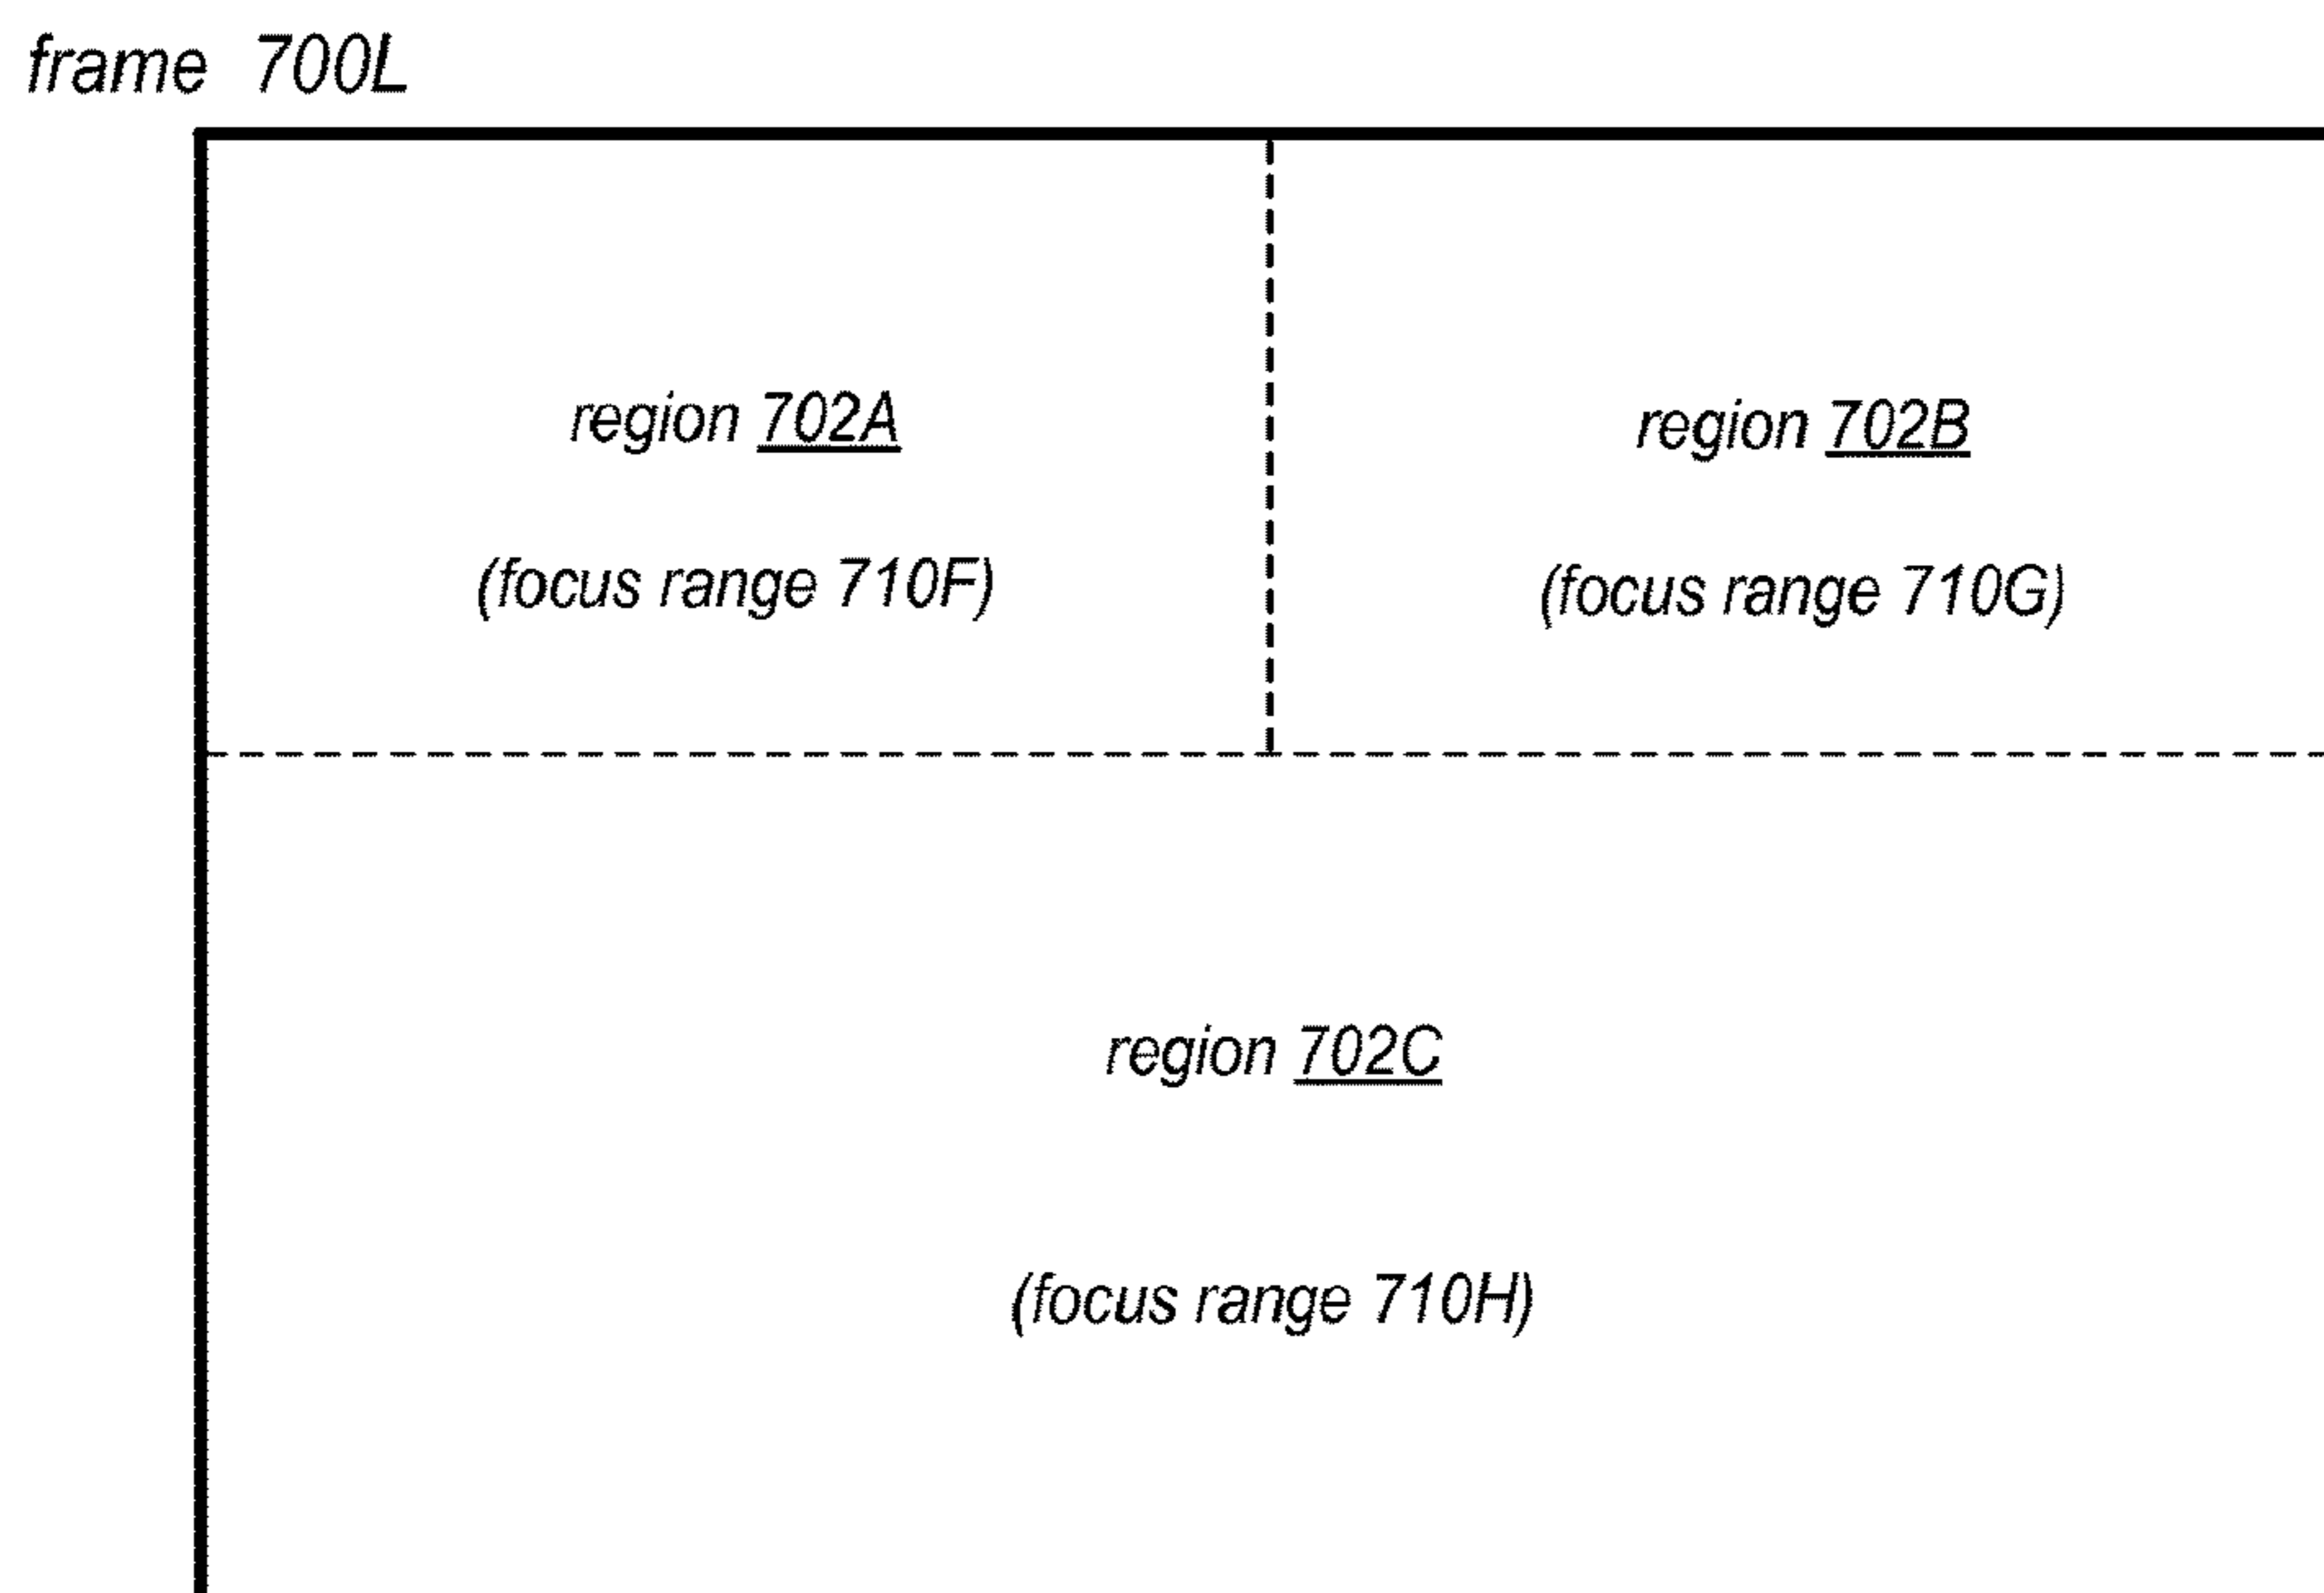 frame 700L
region 702A
(focus range 710F)
region 702B
(focus range 710G)
region 702C
(focus range 710H)